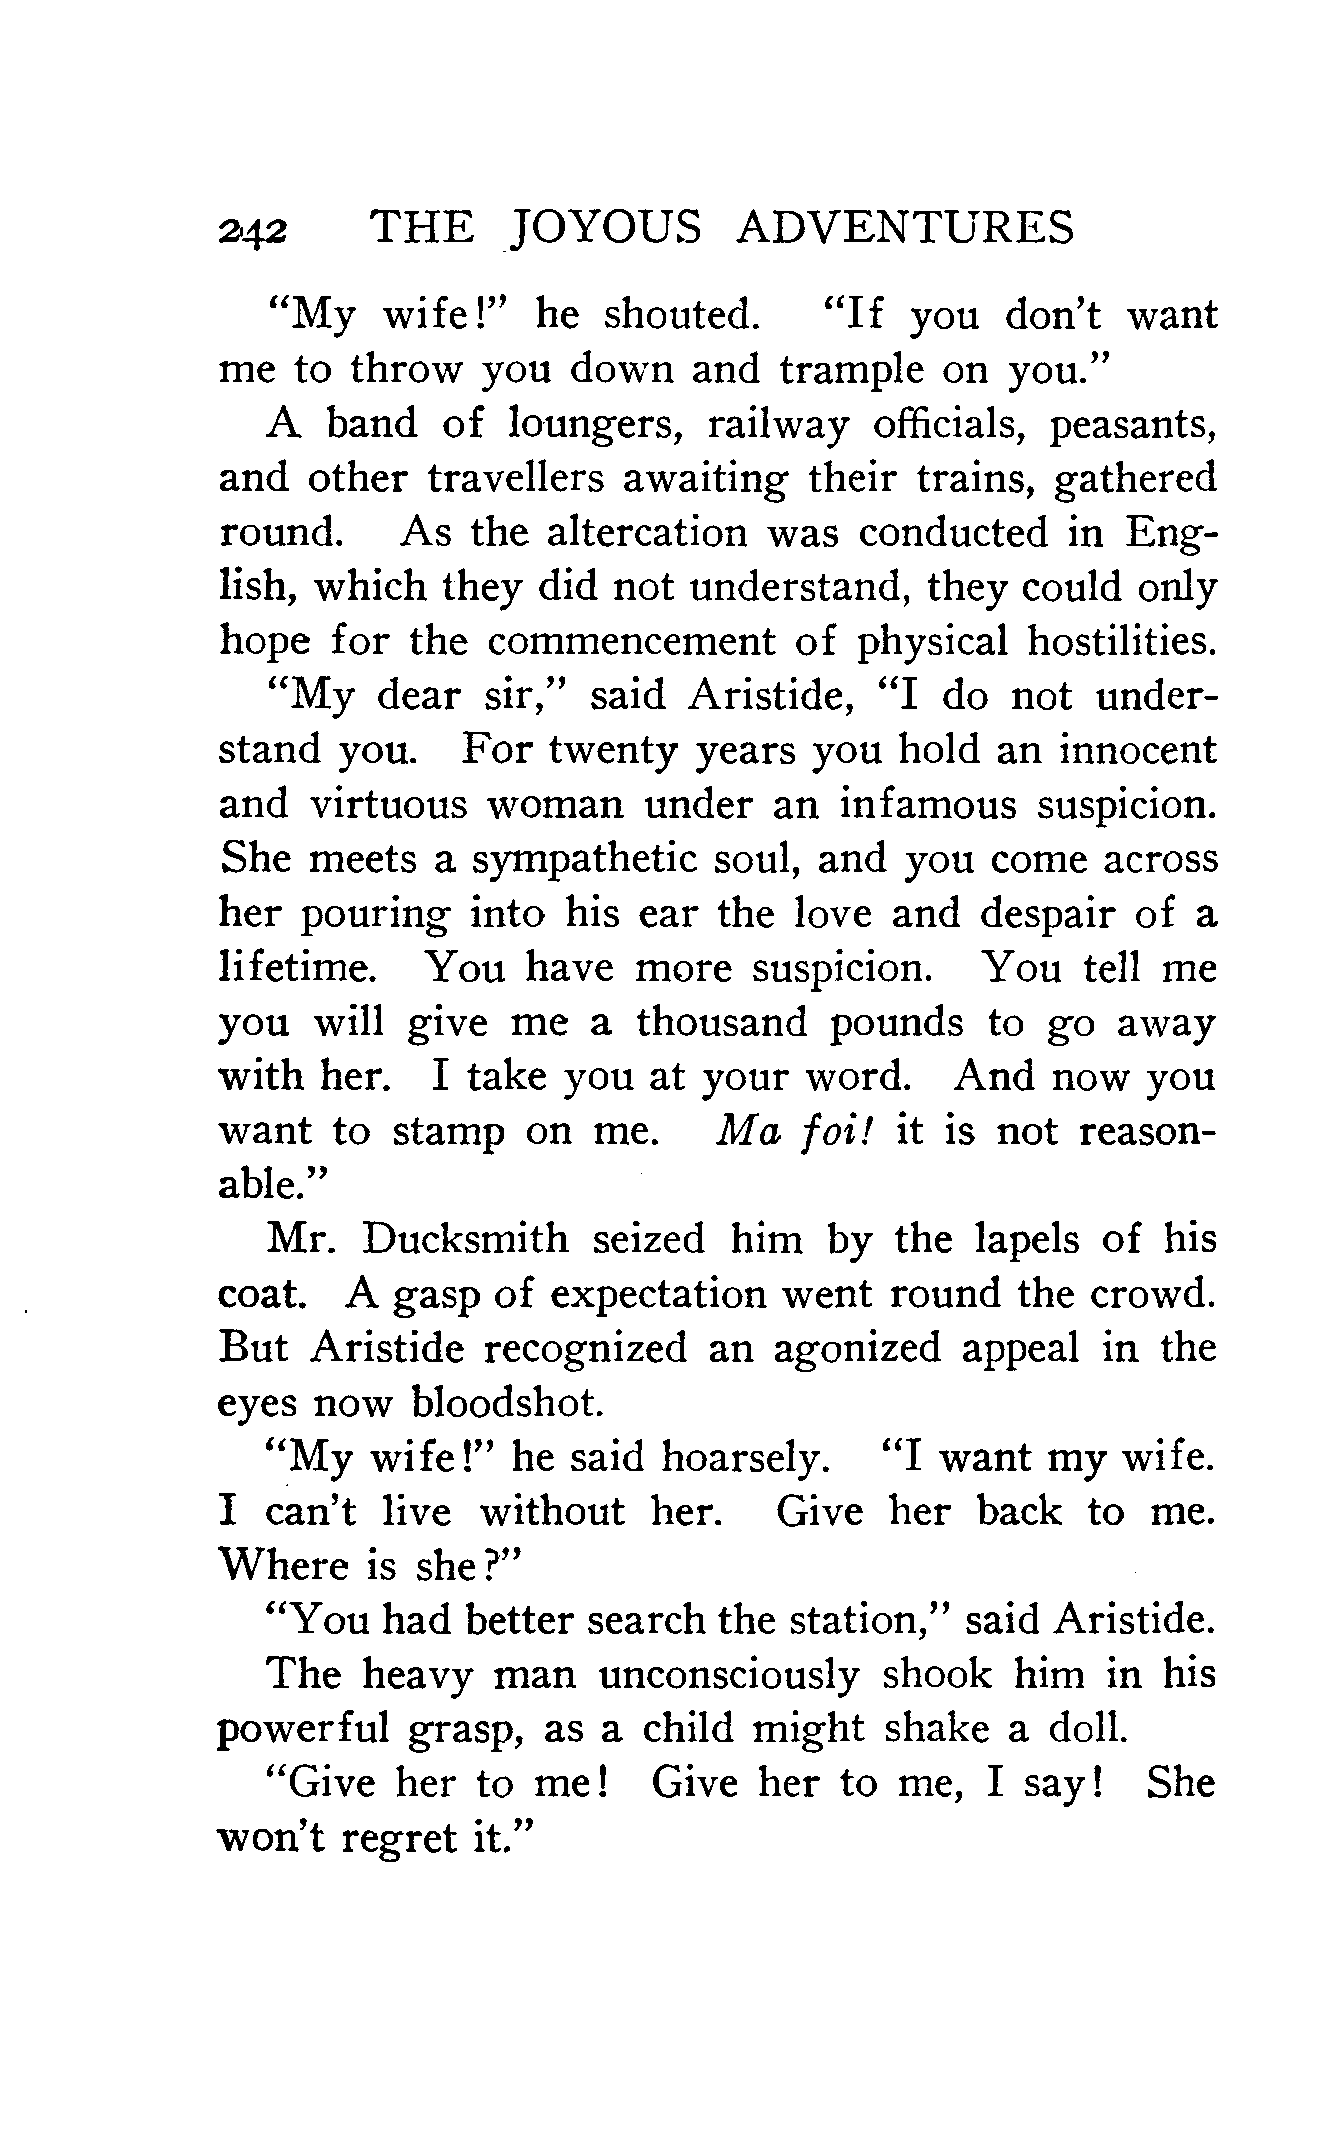 242 THE JOYOUS ADVENTURES
“My wife!” he shouted. “If you don’t want
me to throw you down and trample on you.”
A band of loungers, railway officials, peasants,
and other travellers awaiting their trains, gathered
round. As the altercation was conducted in Eng-
lish, which they did not understand, they could only
hope for the commencement of physical hostilities.
“My dear sir,” said Aristide, “I do not under-
stand you. For twenty years you hold an innocent
and virtuous woman under an infamous suspicion.
She meets a sympathetic soul, and you come across
her pouring into his ear the love and despair of a
lifetime. You have more suspicion. You tell me
you will give me a thousand pounds to go away
with her. I take you at your word. And now you
want to stamp on me. Ma foi! it is not reason-
able.”
Mr. Ducksmith seized him by the lapels of his
coat. A gasp of expectation went round the crowd.
But Aristide recognized an agonized appeal in the
eyes now bloodshot.
“My wife!” he said hoarsely. “I want my wife.
I can’t live without her. Give her back to me.
Where is she?”
“You had better search the station,” said Aristide.
The heavy man unconsciously shook him in his
powerful grasp, as a child might shake a doll.
“Give her to me! Give her to me, I say! She
won’t regret it.”